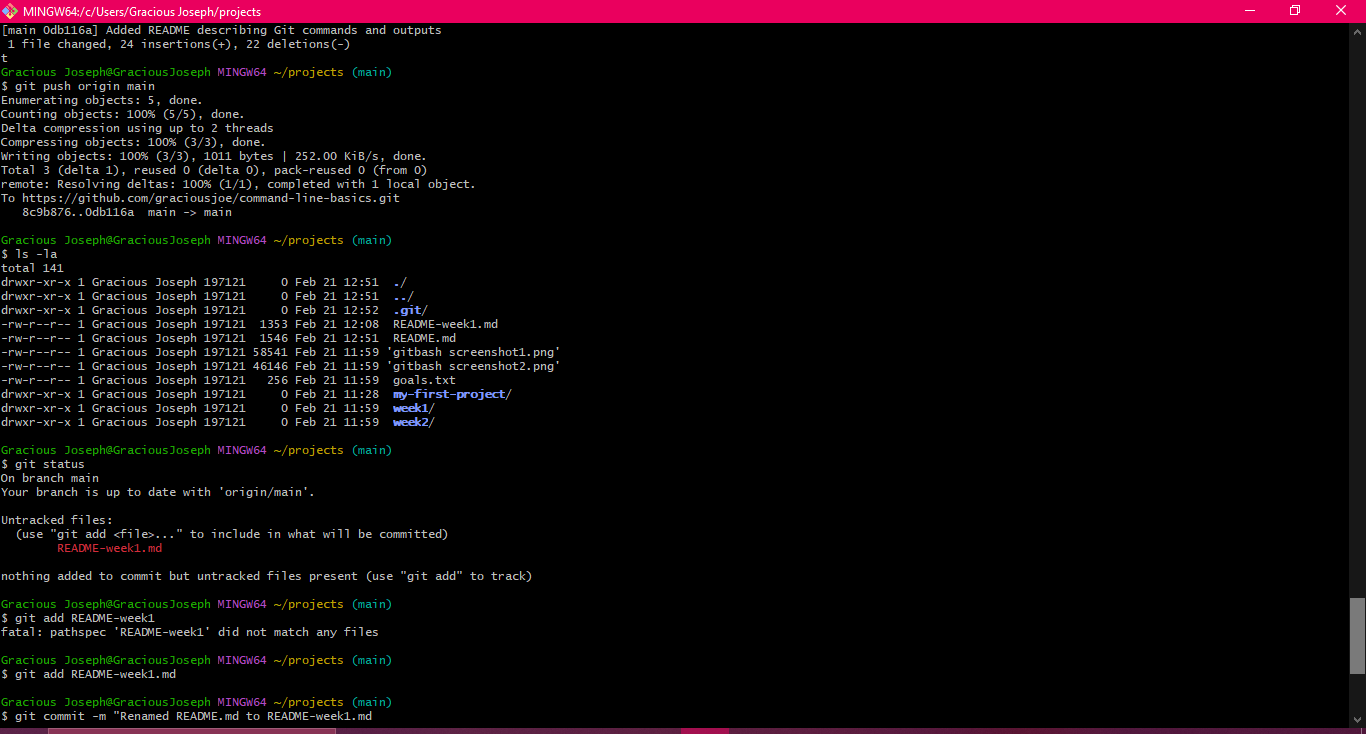 MINGW64:/c/Users/Gracious Joseph/projects
[main 0db116a] Added README describing Git commands and outputs
 1 file changed, 24 insertions(+), 22 deletions(-)
t
Gracious Joseph@GraciousJoseph MINGW64 ~/projects (main)
$ git push origin main
Enumerating objects: 5, done.
Counting objects: 100% (5/5), done.
Delta compression using up to 2 threads
Compressing objects: 100% (3/3), done.
Writing objects: 100% (3/3), 1011 bytes | 252.00 KiB/s, done.
Total 3 (delta 1), reused 0 (delta 0), pack-reused 0 (from 0)
remote: Resolving deltas: 100% (1/1), completed with 1 local object.
To https://github.com/graciousjoe/command-line-basics.git
   8c9b876..0db116a  main -> main
Gracious Joseph@GraciousJoseph MINGW64 ~/projects (main)
$ ls -la
total 141
drwxr-xr-x 1 Gracious Joseph 197121     0 Feb 21 12:51  ./
drwxr-xr-x 1 Gracious Joseph 197121     0 Feb 21 12:51  ../
drwxr-xr-x 1 Gracious Joseph 197121     0 Feb 21 12:52  .git/
-rw-r--r-- 1 Gracious Joseph 197121  1353 Feb 21 12:08  README-week1.md
-rw-r--r-- 1 Gracious Joseph 197121  1546 Feb 21 12:51  README.md
-rw-r--r-- 1 Gracious Joseph 197121 58541 Feb 21 11:59 'gitbash screenshot1.png'
-rw-r--r-- 1 Gracious Joseph 197121 46146 Feb 21 11:59 'gitbash screenshot2.png'
-rw-r--r-- 1 Gracious Joseph 197121   256 Feb 21 11:59  goals.txt
drwxr-xr-x 1 Gracious Joseph 197121     0 Feb 21 11:28  my-first-project/
drwxr-xr-x 1 Gracious Joseph 197121     0 Feb 21 11:59  week1/
drwxr-xr-x 1 Gracious Joseph 197121     0 Feb 21 11:59  week2/
Gracious Joseph@GraciousJoseph MINGW64 ~/projects (main)
$ git status
On branch main
Your branch is up to date with 'origin/main'.
Untracked files:
  (use "git add <file>..." to include in what will be committed)
        README-week1.md
nothing added to commit but untracked files present (use "git add" to track)
Gracious Joseph@GraciousJoseph MINGW64 ~/projects (main)
$ git add README-week1
fatal: pathspec 'README-week1' did not match any files
Gracious Joseph@GraciousJoseph MINGW64 ~/projects (main)
$ git add README-week1.md
Gracious Joseph@GraciousJoseph MINGW64 ~/projects (main)
$ git commit -m "Renamed README.md to README-week1.md